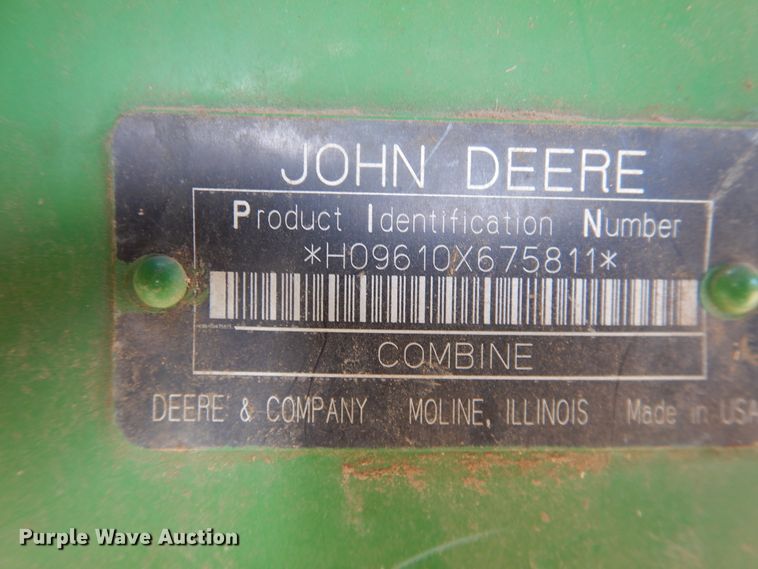 JOHN DEERE
Product Identification Number
*H09610X675811*
COMBINE
DEERE & COMPANY MOLINE, ILLINOIS Made in USA
Purple Wave Auction